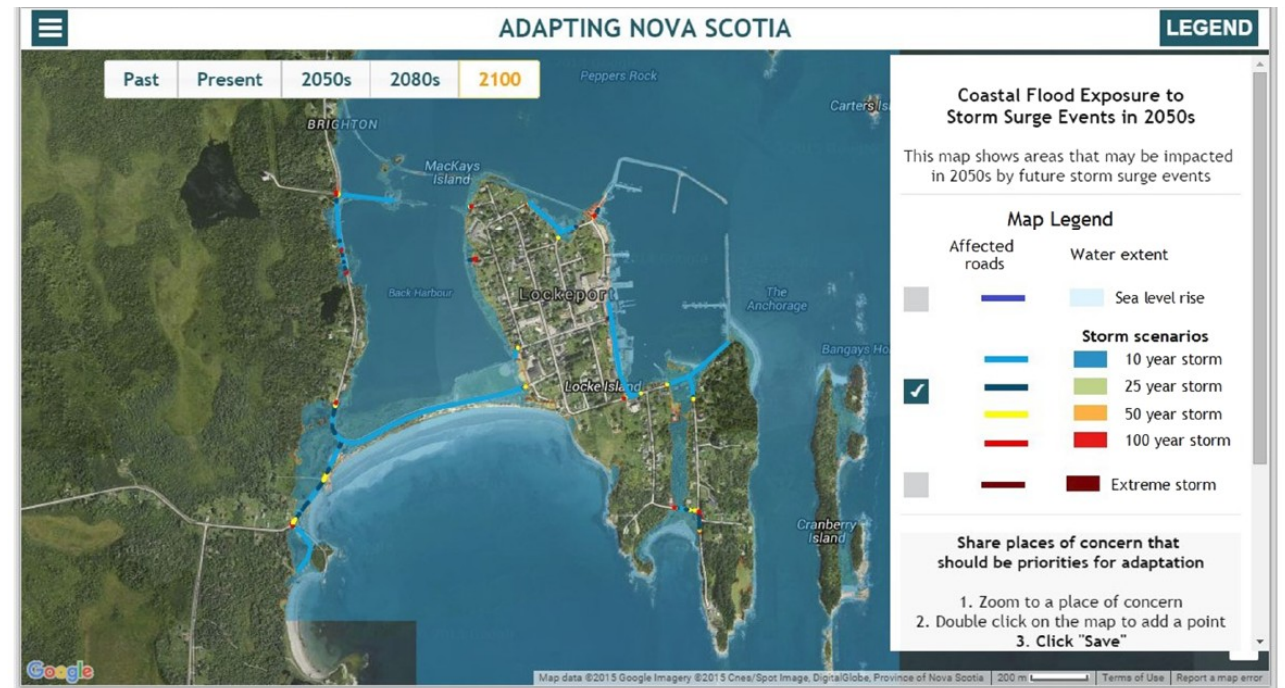 ADAPTING NOVA SCOTIA
LEGEND
Past
Present
2050s
2080s
2100
Peppers Rock
BRIGHTON
MacKays
Island
Back Harbour
Lockeport
The
Anchorage
Locke Island
Cranberry
Island
Coastal Flood Exposure to
Storm Surge Events in 2050s
This map shows areas that may be impacted
in 2050s by future storm surge events
Map Legend
Affected
roads
Water extent
Sea level rise
Storm scenarios
10 year storm
25 year storm
50 year storm
100 year storm
Extreme storm
Share places of concern that
should be priorities for adaptation
1. Zoom to a place of concern
2. Double click on the map to add a point
3. Click "Save"
Google
Map data ©2015 Google Imagery ©2015 Cnes/Spot Image, DigitalGlobe, Province of Nova Scotia
200 m
Terms of Use
Report a map error
Carters Is
Bangays Ho